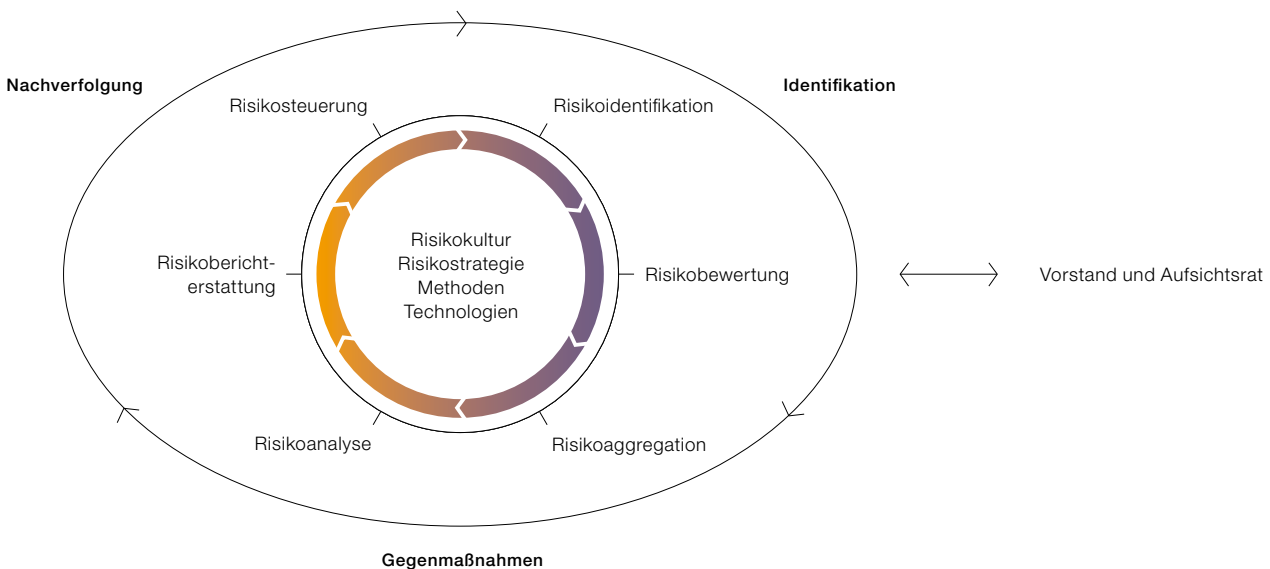 Nachverfolgung
Identifikation
Risikosteuerung
Risikoidentifikation
Risikobericht-
erstattung
Risikokultur
Risikostrategie
Methoden
Technologien
Risikobewertung
Vorstand und Aufsichtsrat
Risikoanalyse
Risikoaggregation
Gegenmaßnahmen